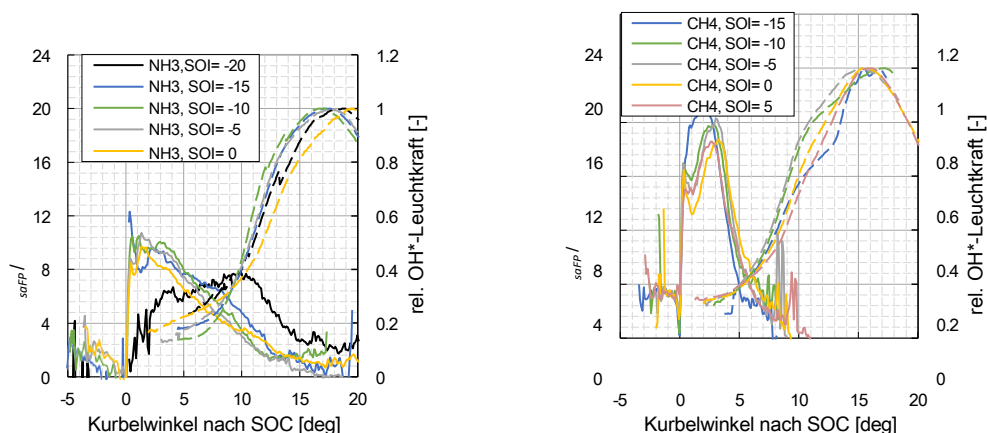 24
20
16
12
8
4
0
saFP /
NH3,SOI= -20
NH3, SOI= -15
NH3, SOI= -10
NH3, SOI= -5
NH3, SOI= 0
1.2
1
0.8
0.6
0.4
0.2
0
rel. OH*-Leuchtkraft [-]
-5 0 5 10 15 20
Kurbelwinkel nach SOC [deg]
24
20
16
12
8
4
0
saFP /
CH4, SOI= -15
CH4, SOI= -10
CH4, SOI= -5
CH4, SOI= 0
CH4, SOI= 5
1.2
1
0.8
0.6
0.4
0.2
0
rel. OH*-Leuchtkraft [-]
-5 0 5 10 15 20
Kurbelwinkel nach SOC [deg]